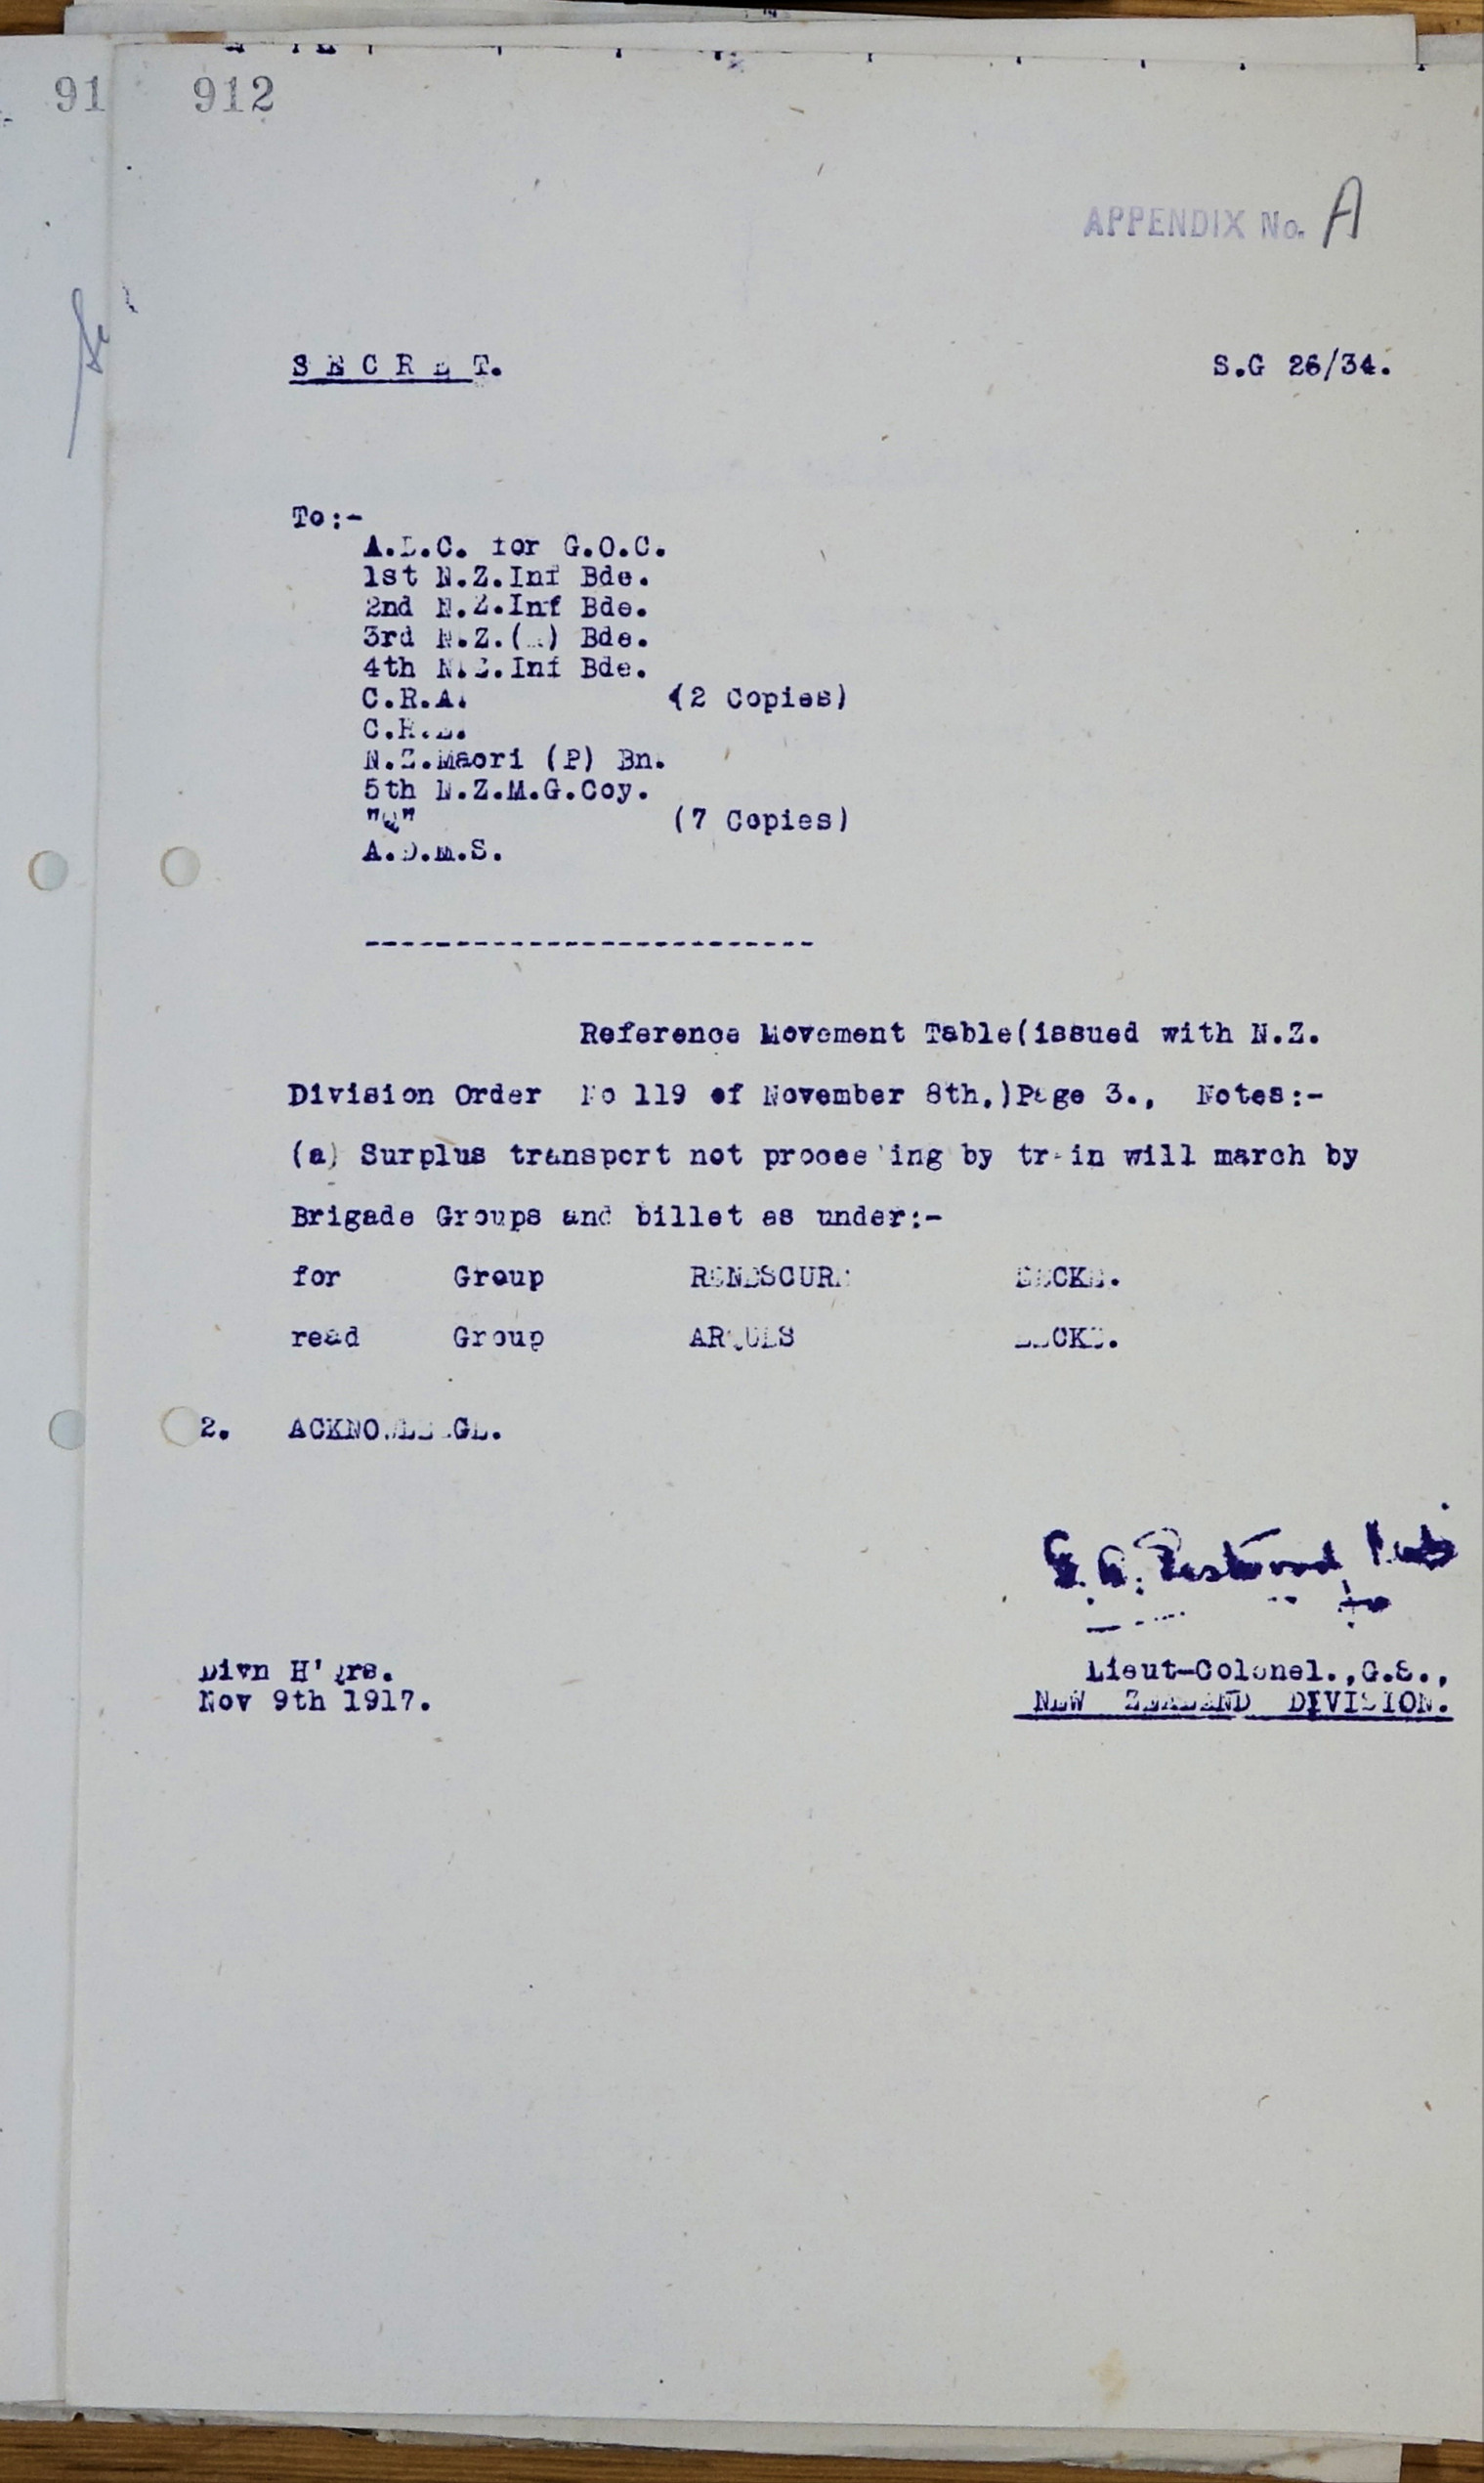 91 912
APPENDIX No. A
SECRET. S.G 26/34.
To:-
A.D.C. for G.O.C.
1st N.Z.Inf Bde.
2nd N.Z.Inf Bde.
3rd N.Z.(R) Bde.
4th N.Z.Inf Bde.
C.R.A. (2 Copies)
C.R.E.
N.Z.Maori (P) Bn.
5th N.Z.M.G.Coy.
"Q" (7 Copies)
A.D.M.S.
-------------------------
Reference Movement Table(issued with N.Z.
Division Order No 119 of November 8th.)Page 3., Notes:-
(a) Surplus transport not proceeding by train will march by
Brigade Groups and billet as under:-
for Group RENESCURE
read Group ARQUES
2. ACKNOWLEDGE.
Lieut-Colonel.,G.S.,
Divn H'qrs. NEW ZEALAND DIVISION.
Nov 9th 1917.